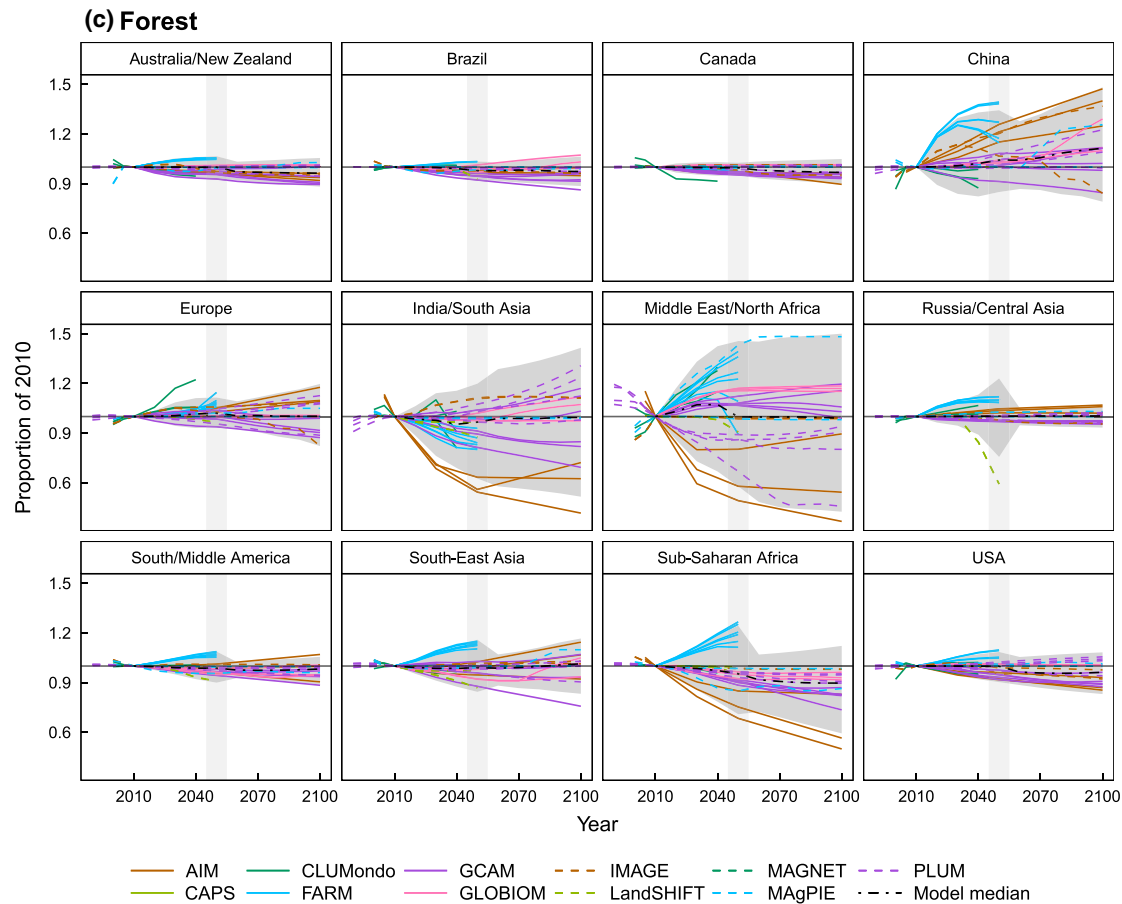 (c) Forest
Australia/New Zealand Brazil Canada China
1.5
1.2
0.9
0.6
Europe India/South Asia Middle East/North Africa Russia/Central Asia
1.5
1.2
0.9
0.6
Proportion of 2010
South/Middle America South-East Asia Sub-Saharan Africa USA
1.5
1.2
0.9
0.6
2010 2040 2070 2100 2010 2040 2070 2100 2010 2040 2070 2100 2010 2040 2070 2100
Year
AIM CLUMondo GCAM IMAGE MAGNET PLUM
CAPS FARM GLOBIOM LandSHIFT MAgPIE Model median